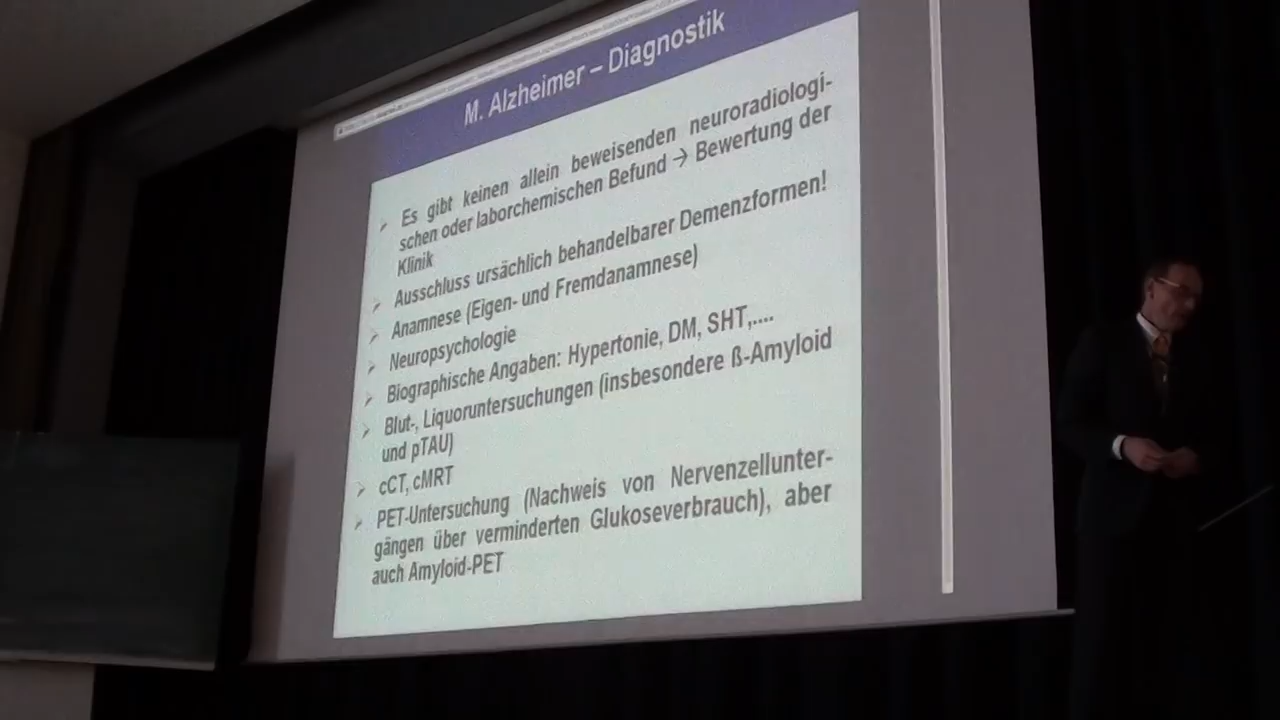 M. Alzheimer – Diagnostik
➢ Es gibt keinen allein beweisenden neuroradiologi-
schen oder laborchemischen Befund → Bewertung der
Klinik
➢ Ausschluss ursächlich behandelbarer Demenzformen!
➢ Anamnese (Eigen- und Fremdanamnese)
➢ Neuropsychologie
➢ Biographische Angaben: Hypertonie, DM, SHT,....
➢ Blut-, Liquoruntersuchungen (insbesondere ß-Amyloid
und pTAU)
➢ cCT, cMRT
➢ PET-Untersuchung (Nachweis von Nervenzellunter-
gängen über verminderten Glukoseverbrauch), aber
auch Amyloid-PET